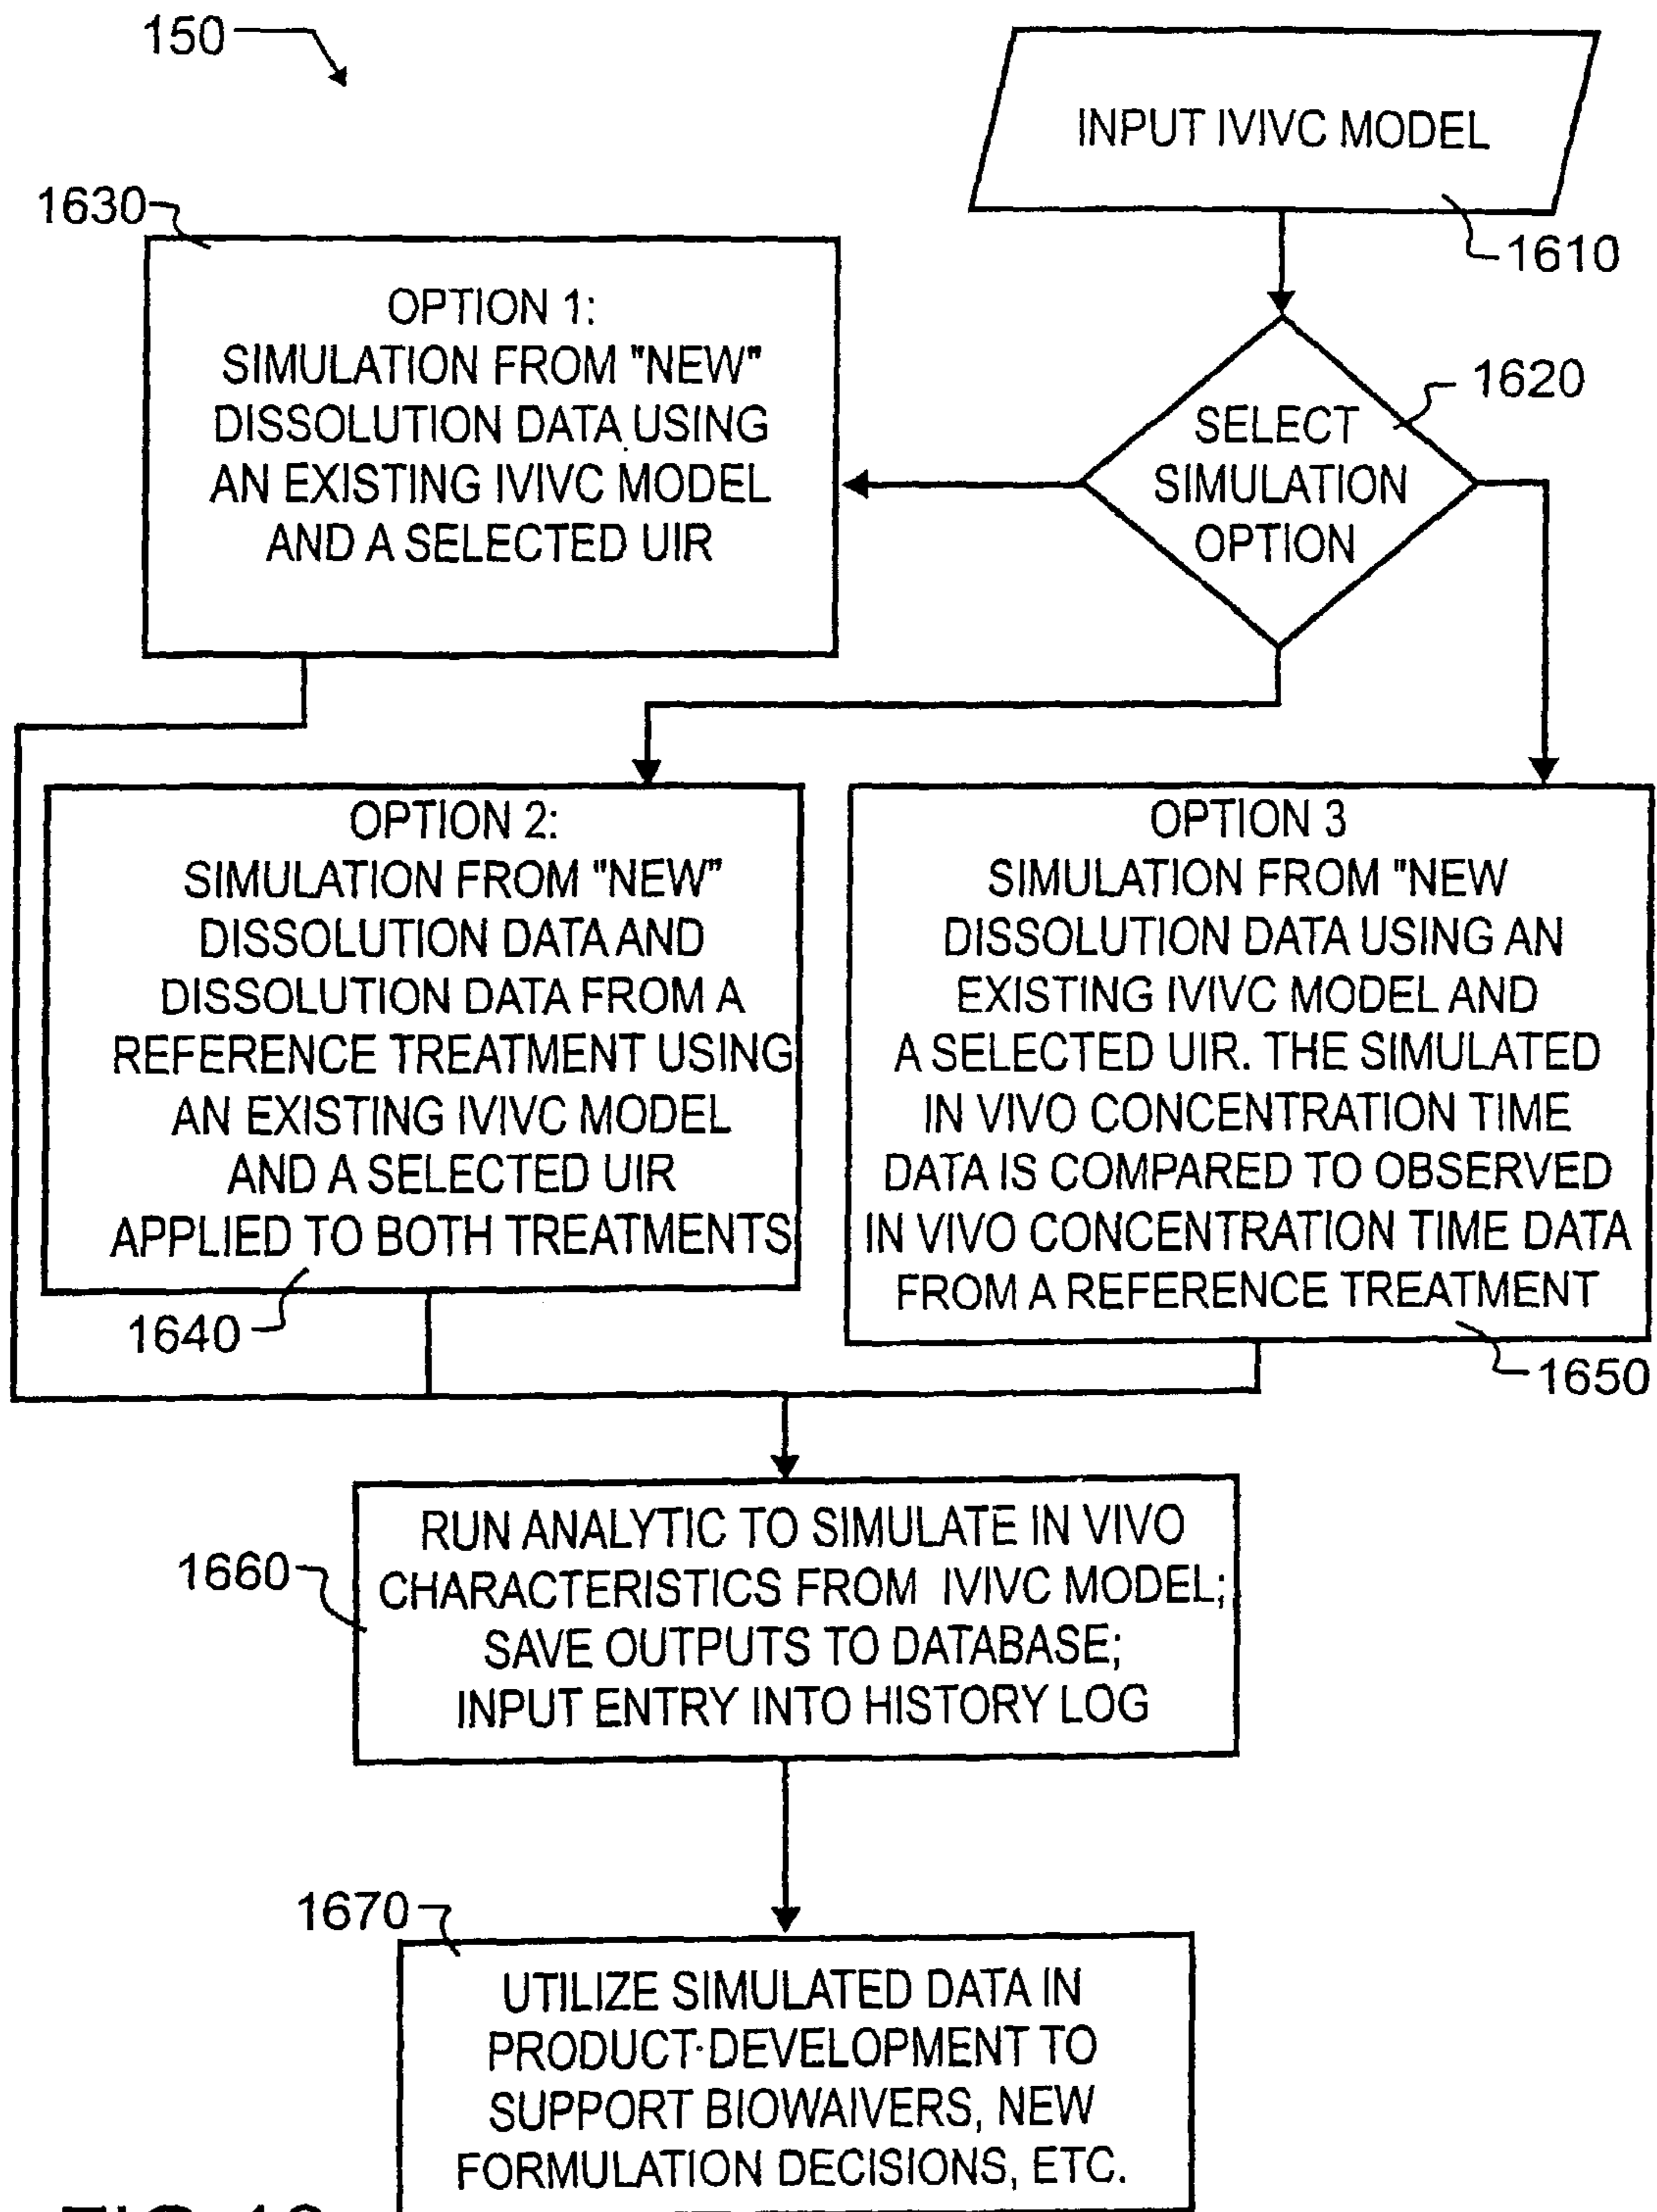 150
INPUT IVIVC MODEL
1610
1630
OPTION 1:
SIMULATION FROM "NEW"
DISSOLUTION DATA USING
AN EXISTING IVIVC MODEL
AND A SELECTED UIR
1620
SELECT
SIMULATION
OPTION
OPTION 2:
SIMULATION FROM "NEW"
DISSOLUTION DATA AND
DISSOLUTION DATA FROM A
REFERENCE TREATMENT USING
AN EXISTING IVIVC MODEL
AND A SELECTED UIR
APPLIED TO BOTH TREATMENTS
1640
OPTION 3
SIMULATION FROM "NEW
DISSOLUTION DATA USING AN
EXISTING IVIVC MODEL AND
A SELECTED UIR. THE SIMULATED
IN VIVO CONCENTRATION TIME
DATA IS COMPARED TO OBSERVED
IN VIVO CONCENTRATION TIME DATA
FROM A REFERENCE TREATMENT
1650
1660
RUN ANALYTIC TO SIMULATE IN VIVO
CHARACTERISTICS FROM IVIVC MODEL;
SAVE OUTPUTS TO DATABASE;
INPUT ENTRY INTO HISTORY LOG
1670
UTILIZE SIMULATED DATA IN
PRODUCT DEVELOPMENT TO
SUPPORT BIOWAIVERS, NEW
FORMULATION DECISIONS, ETC.